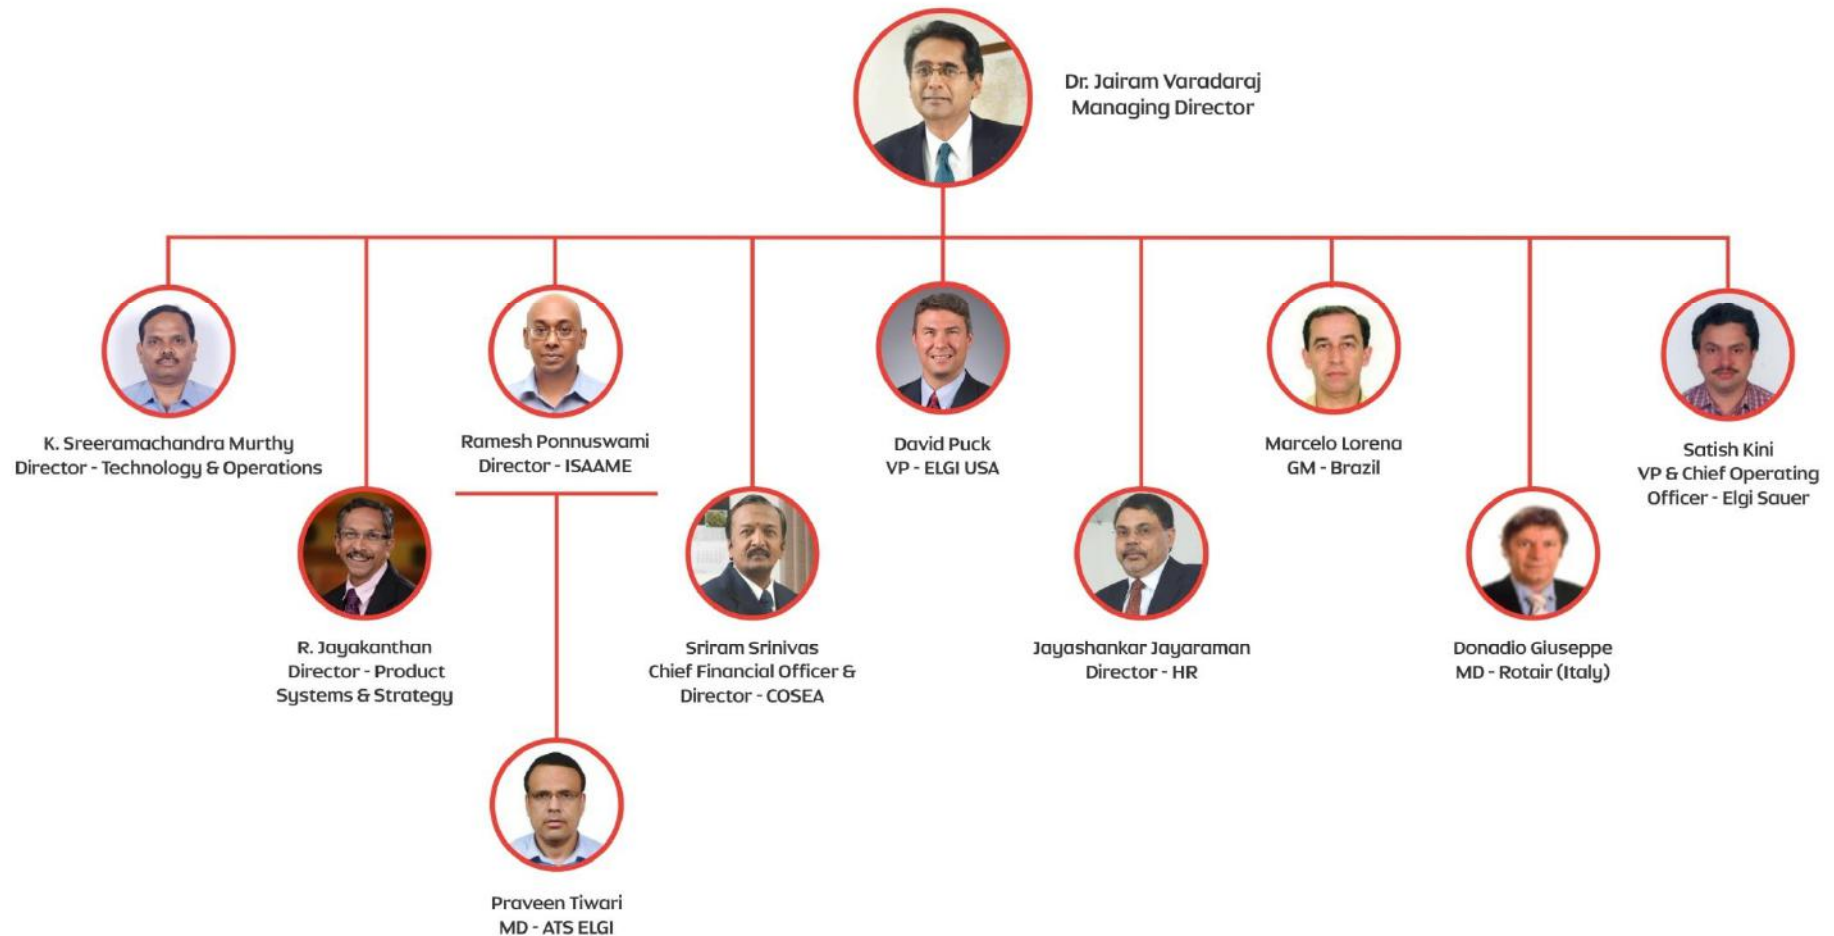 Dr. Jairam Varadaraj
Managing Director
K. Sreeramachandra Murthy
Director - Technology & Operations
Ramesh Ponnuswami
Director - ISAAME
David Puck
VP - ELGI USA
Marcelo Lorena
GM - Brazil
Satish Kini
VP & Chief Operating
Officer - Elgi Sauer
R. Jayakanthan
Director - Product
Systems & Strategy
Sriram Srinivas
Chief Financial Officer &
Director - COSEA
Jayashankar Jayaraman
Director - HR
Donadio Giuseppe
MD - Rotair (Italy)
Praveen Tiwari
MD - ATS ELGI